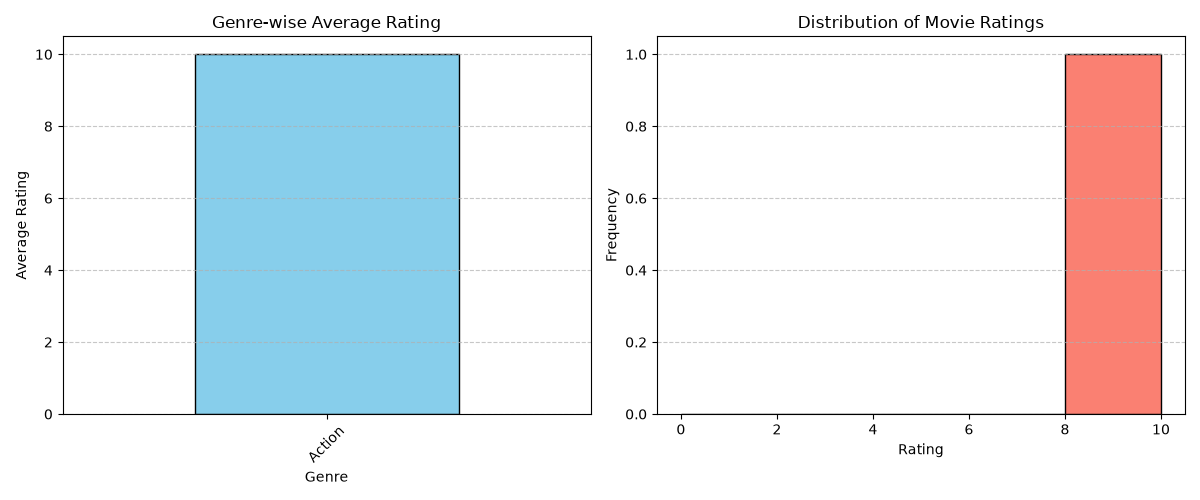 Genre-wise Average Rating
10
8
6
4
2
0
Average Rating
Action
Genre
Distribution of Movie Ratings
1.0
0.8
0.6
0.4
0.2
0.0
Frequency
0 2 4 6 8 10
Rating